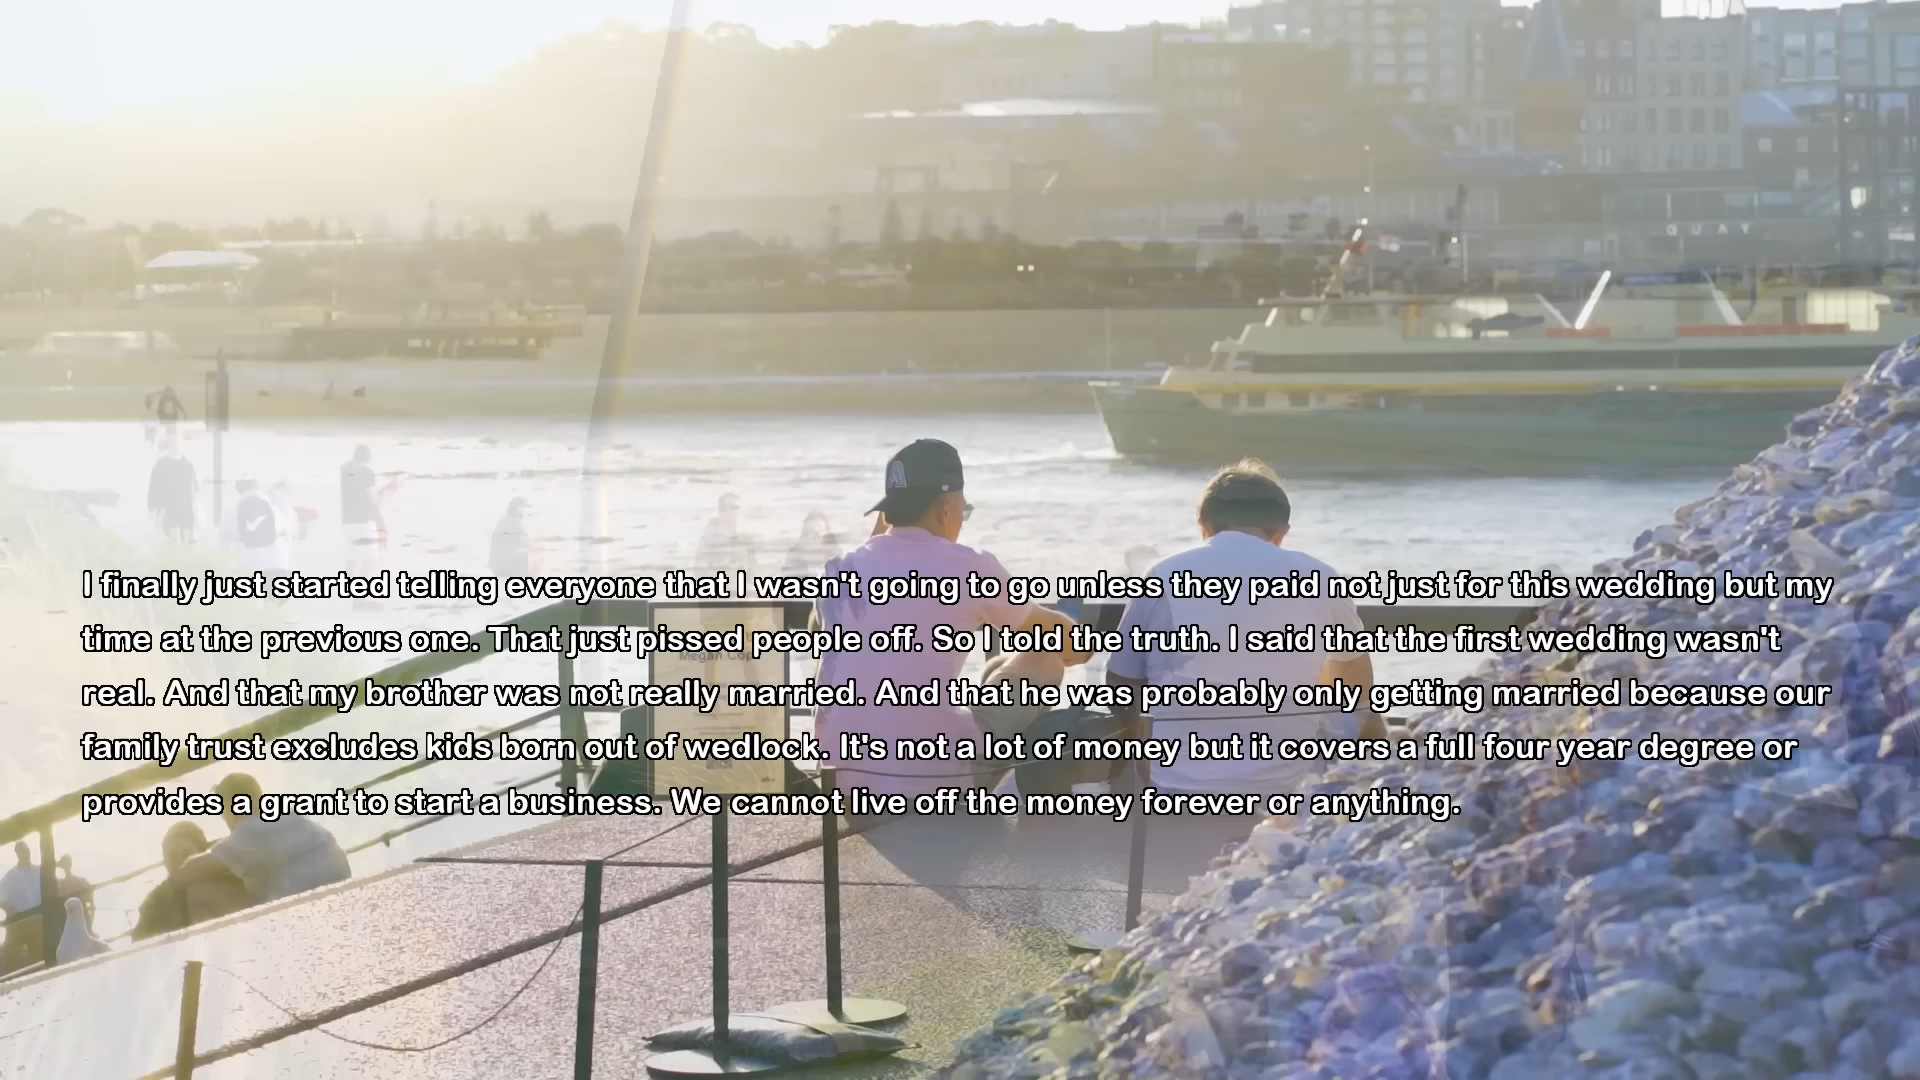 QUAY
I finally just started telling everyone that I wasn't going to go unless they paid not just for this wedding but my
time at the previous one. That just pissed people off. So I told the truth. I said that the first wedding wasn't
real. And that my brother was not really married. And that he was probably only getting married because our
family trust excludes kids born out of wedlock. It's not a lot of money but it covers a full four year degree or
provides a grant to start a business. We cannot live off the money forever or anything.
A
Megan